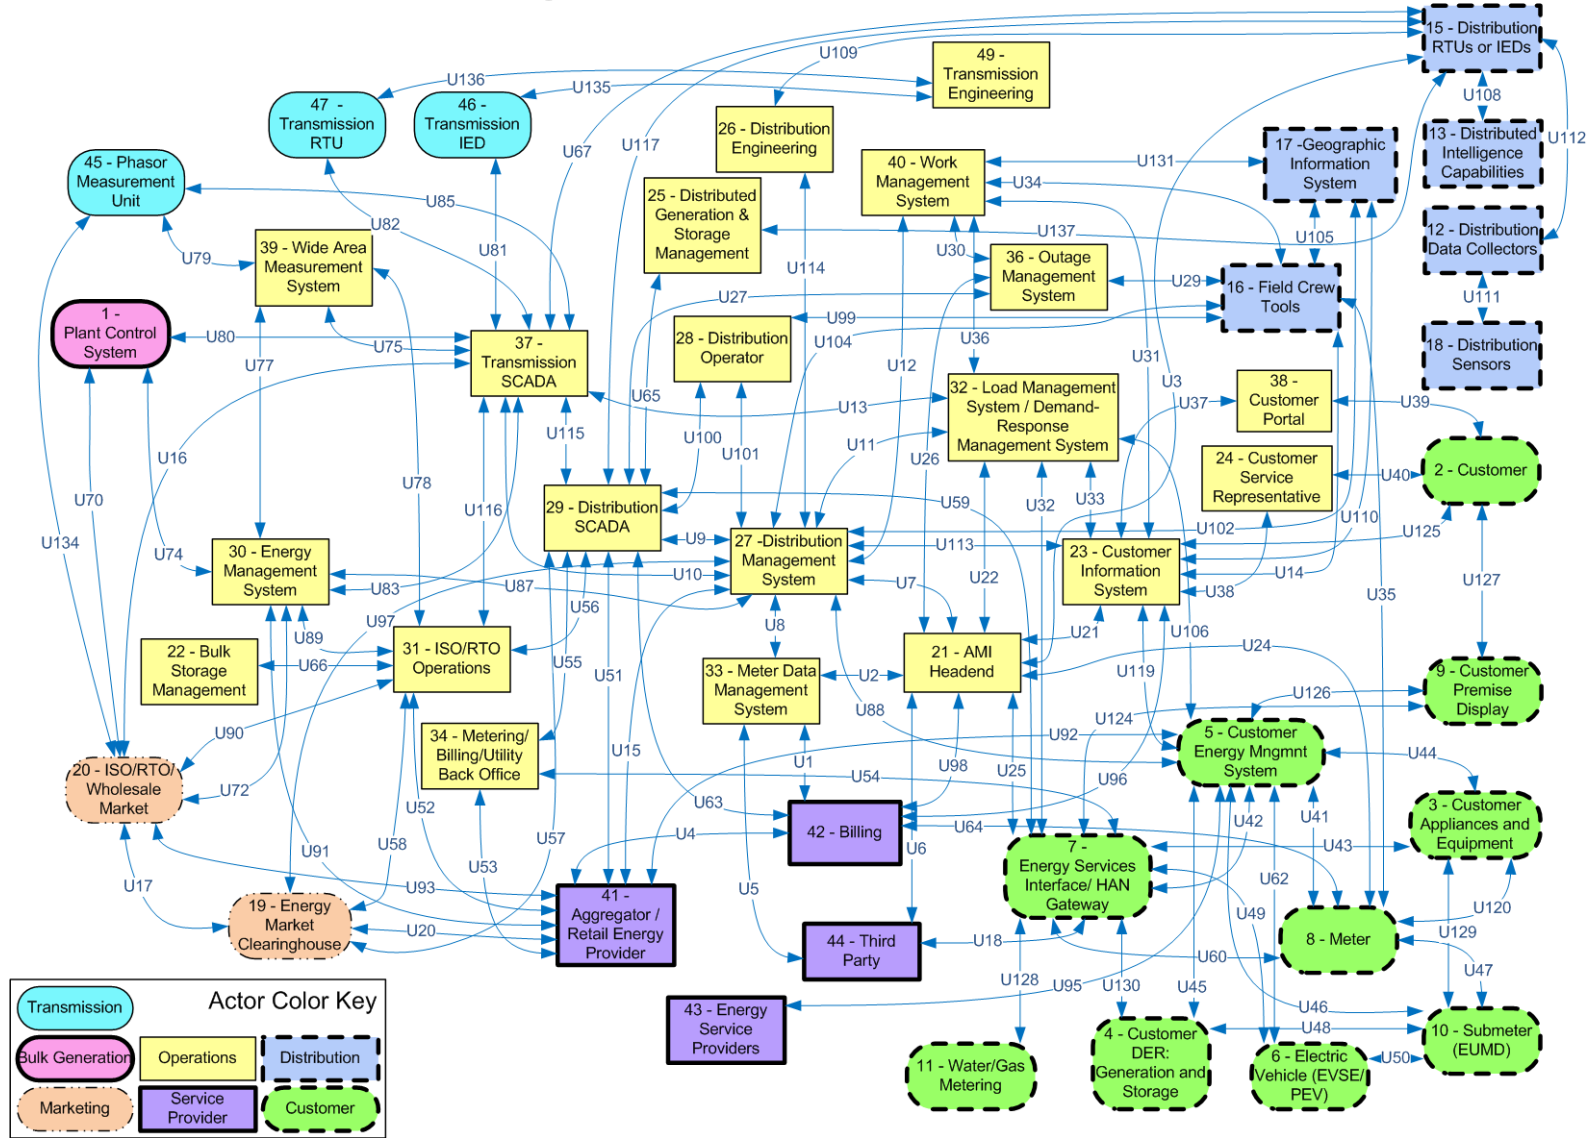 15 - Distribution
RTUs or IEDs
U109
49 -
Transmission
Engineering
U136
U135
47 -
Transmission
RTU
46 -
Transmission
IED
U108
26 - Distribution
Engineering
U67
U117
13 - Distributed
Intelligence
Capabilities
U112
17 -Geographic
Information
System
45 - Phasor
Measurement
Unit
40 - Work
Management
System
U131
U34
25 - Distributed
Generation &
Storage
Management
U85
U82
U81
U79
39 - Wide Area
Measurement
System
U137
U30
U105
12 - Distribution
Data Collectors
36 - Outage
Management
System
U114
U29
16 - Field Crew
Tools
U27
U111
1 -
Plant Control
System
U99
U80
U75
U77
U104
U36
28 - Distribution
Operator
37 -
Transmission
SCADA
18 - Distribution
Sensors
U12
U31
U3
U65
32 - Load Management
System / Demand-
Response
Management System
38 -
Customer
Portal
U37
U39
U13
U115
U100
U101
U11
U26
U16
U70
U78
24 - Customer
Service
Representative
U40
2 - Customer
U116
U59
U32
U33
29 - Distribution
SCADA
U134
U74
U9
U102
U110
U125
30 - Energy
Management
System
27 -Distribution
Management
System
U113
23 - Customer
Information
System
U83
U87
U10
U7
U22
U14
U38
U127
U35
U97
U56
U89
U8
U21
U106
22 - Bulk
Storage
Management
U66
31 - ISO/RTO
Operations
U55
U51
33 - Meter Data
Management
System
U2
21 - AMI
Headend
U119
U24
9 - Customer
Premise
Display
U126
U88
U124
U90
34 - Metering/
Billing/Utility
Back Office
U15
U1
U98
U25
U92
5 - Customer
Energy Mngmnt
System
U44
20 - ISO/RTO/
Wholesale
Market
U72
U54
U96
U52
U63
U57
U58
U4
42 - Billing
U64
U42
U41
3 - Customer
Appliances and
Equipment
U91
U53
U6
7 -
Energy Services
Interface/ HAN
Gateway
U43
U62
U17
U93
U5
U49
U120
19 - Energy
Market
Clearinghouse
U20
41 -
Aggregator /
Retail Energy
Provider
44 - Third
Party
U18
U60
8 - Meter
U129
U47
U128
U130
U95
U45
U46
43 - Energy
Service
Providers
4 - Customer
DER:
Generation and
Storage
U48
10 - Submeter
(EUMD)
U50
11 - Water/Gas
Metering
6 - Electric
Vehicle (EVSE/
PEV)
Actor Color Key
Transmission
Bulk Generation
Operations
Distribution
Marketing
Service
Provider
Customer